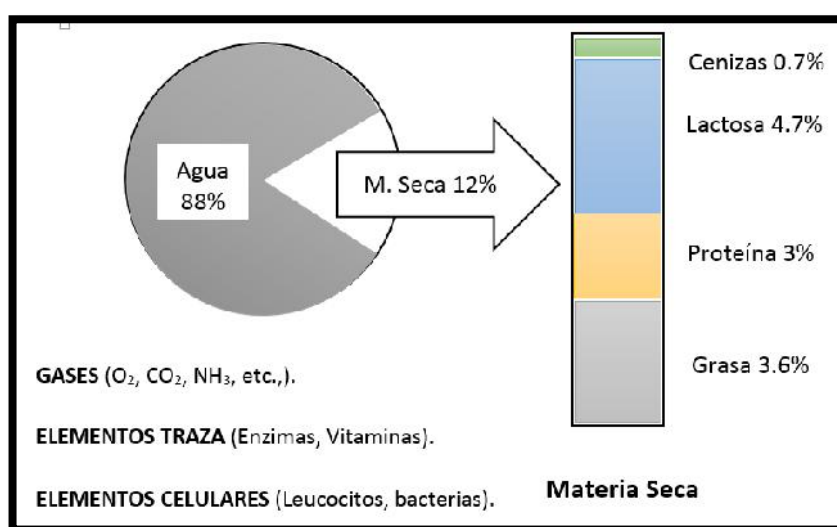 Agua
88%
M. Seca 12%
Cenizas 0.7%
Lactosa 4.7%
Proteína 3%
Grasa 3.6%
GASES (O₂, CO₂, NH₃, etc.,).
ELEMENTOS TRAZA (Enzimas, Vitaminas).
ELEMENTOS CELULARES (Leucocitos, bacterias).
Materia Seca